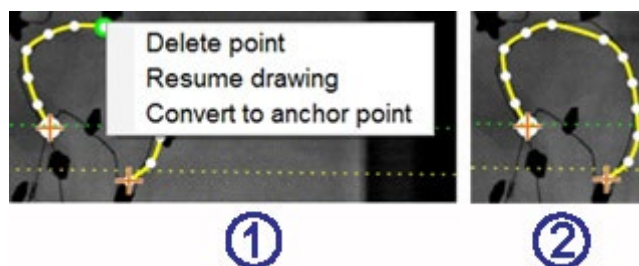 Delete point
Resume drawing
Convert to anchor point
1
2